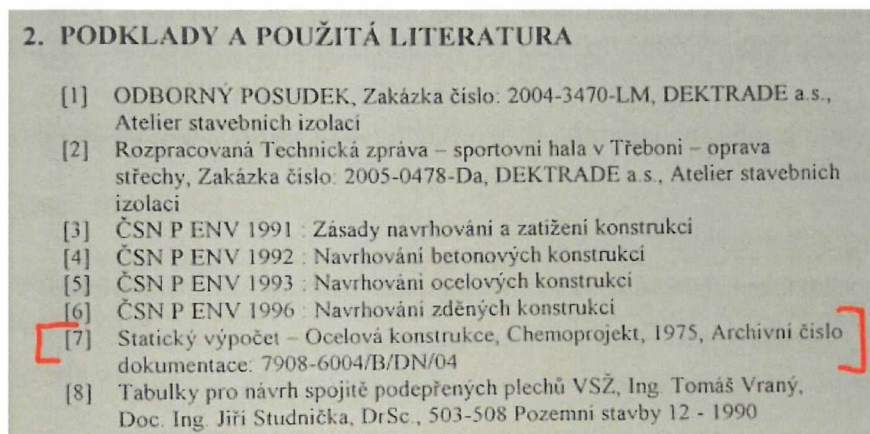 2. PODKLADY A POUŽITÁ LITERATURA
[1] ODBORNÝ POSUDEK, Zakázka číslo: 2004-3470-LM, DEKTRADE a.s.,
Atelier stavebních izolací
[2] Rozpracovaná Technická zpráva – sportovní hala v Třeboni – oprava
střechy, Zakázka číslo: 2005-0478-Da, DEKTRADE a.s., Atelier stavebních
izolací
[3] ČSN P ENV 1991 : Zásady navrhování a zatížení konstrukcí
[4] ČSN P ENV 1992 : Navrhování betonových konstrukcí
[5] ČSN P ENV 1993 : Navrhování ocelových konstrukcí
[6] ČSN P ENV 1996 : Navrhování zděných konstrukcí
[7] Statický výpočet – Ocelová konstrukce, Chemoprojekt, 1975, Archivní číslo
dokumentace: 7908-6004/B/DN/04
[8] Tabulky pro návrh spojitě podepřených plechů VSŽ, Ing. Tomáš Vraný,
Doc. Ing. Jiří Studnička, DrSc., 503-508 Pozemní stavby 12 - 1990